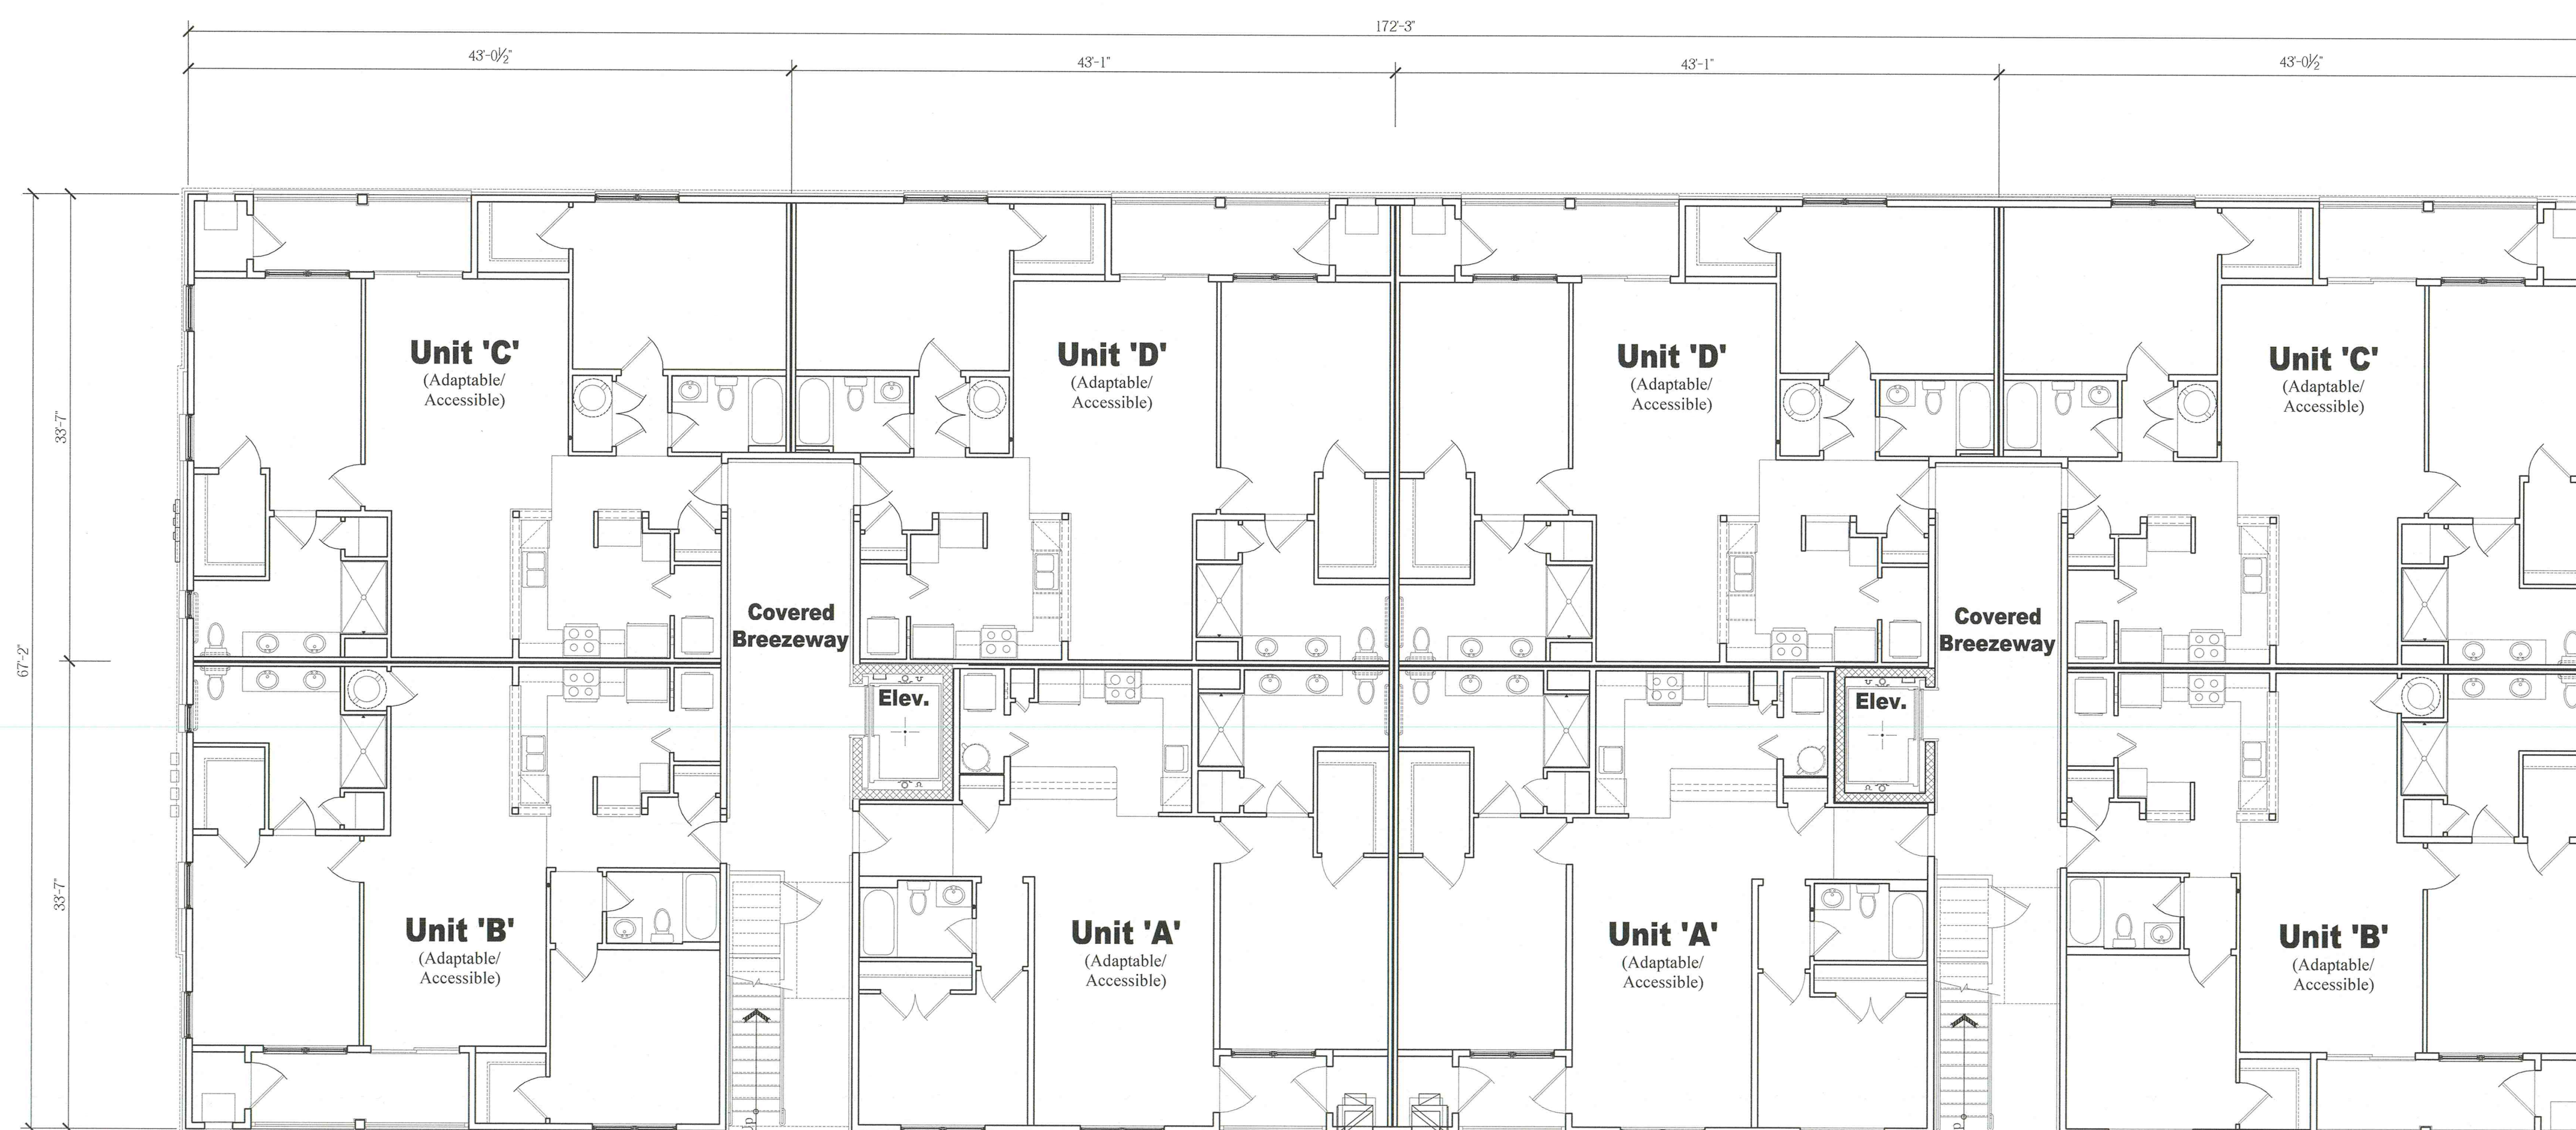 172'-3"
43'-0½"
43'-1"
43'-1"
43'-0½"
Unit 'C'
(Adaptable/
Accessible)
Unit 'D'
(Adaptable/
Accessible)
Unit 'D'
(Adaptable/
Accessible)
Unit 'C'
(Adaptable/
Accessible)
33'-7"
67'-2"
Covered
Breezeway
Covered
Breezeway
Elev.
Elev.
33'-7"
Unit 'B'
(Adaptable/
Accessible)
Unit 'A'
(Adaptable/
Accessible)
Unit 'A'
(Adaptable/
Accessible)
Unit 'B'
(Adaptable/
Accessible)